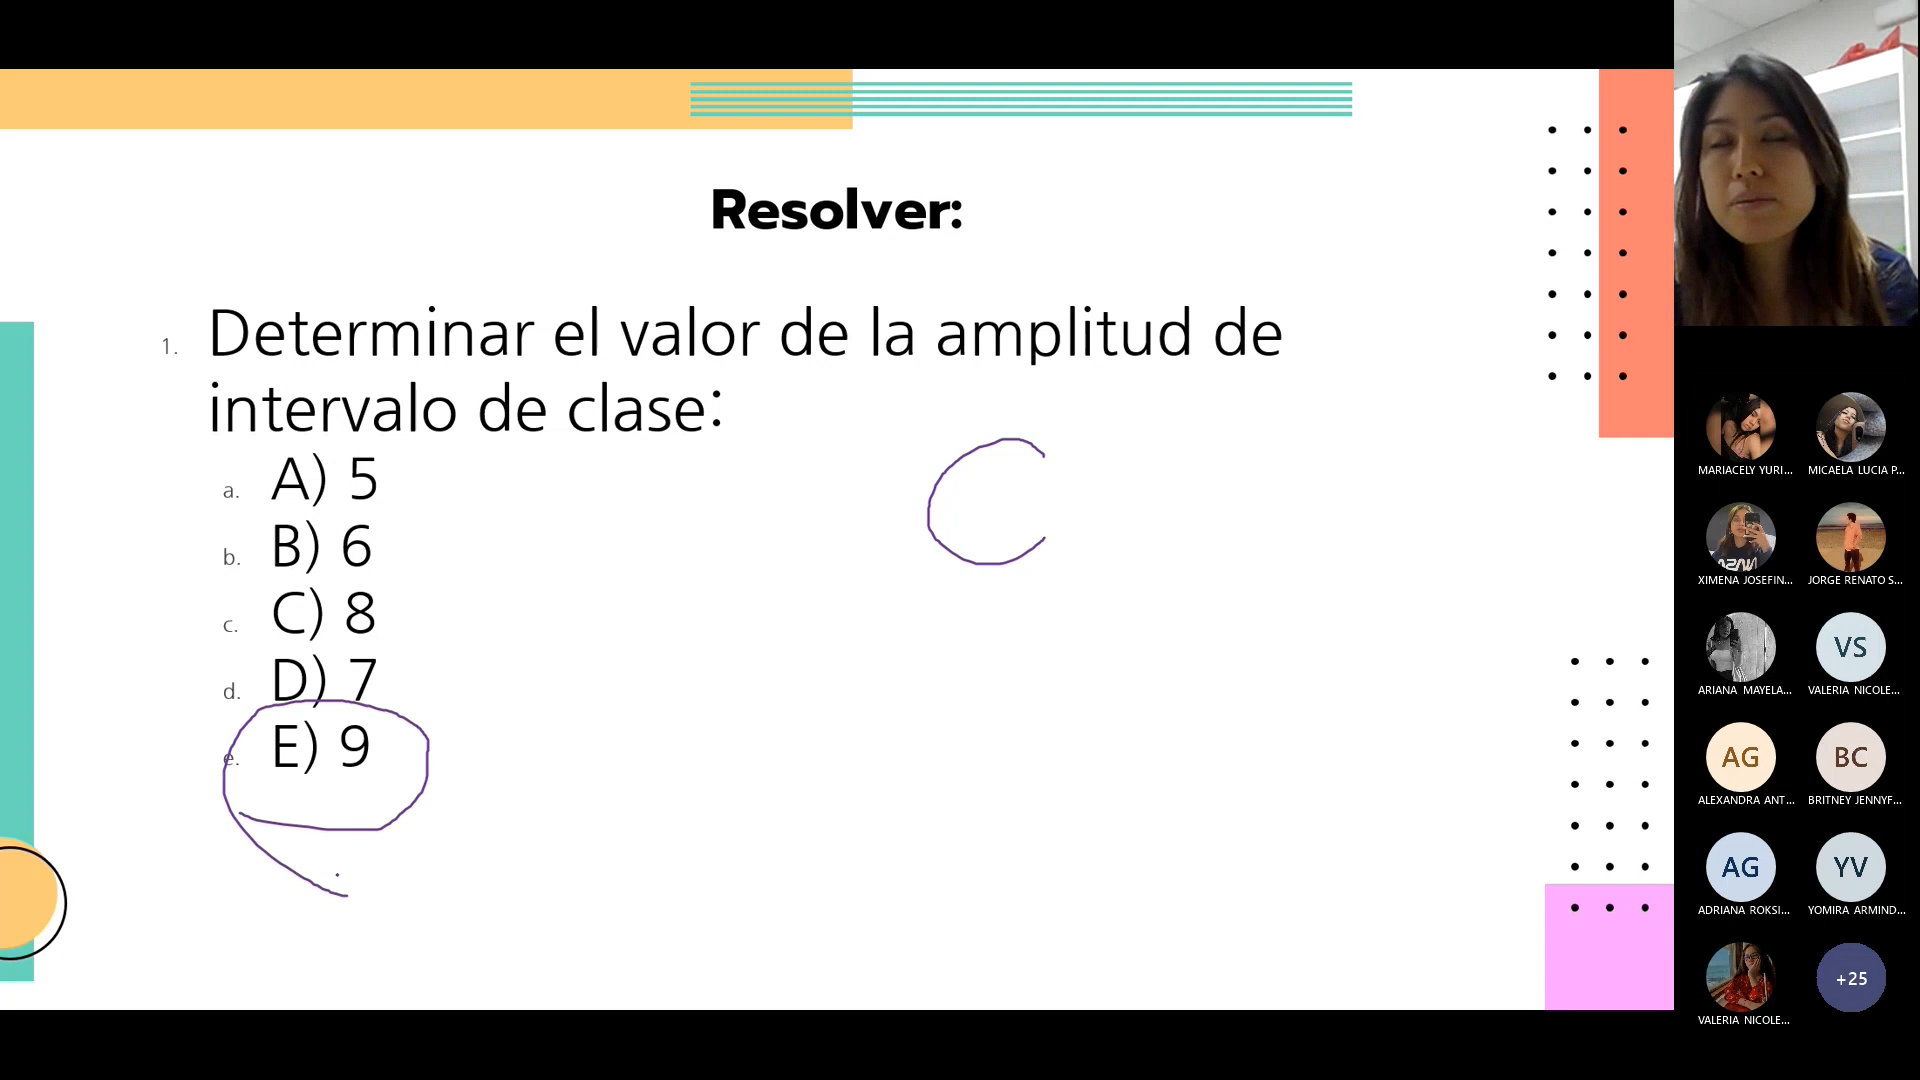 Resolver:
1. Determinar el valor de la amplitud de
intervalo de clase:
a. A) 5
b. B) 6
c. C) 8
d. D) 7
e. E) 9
MARIACELY YURI...
MICAELA LUCIA P...
XIMENA JOSEFIN...
JORGE RENATO S...
ARIANA MAYELA...
VS
VALERIA NICOLE...
AG
ALEXANDRA ANT...
BC
BRITNEY JENNYF...
AG
ADRIANA ROKSI...
YV
YOMIRA ARMIND...
VALERIA NICOLE...
+25